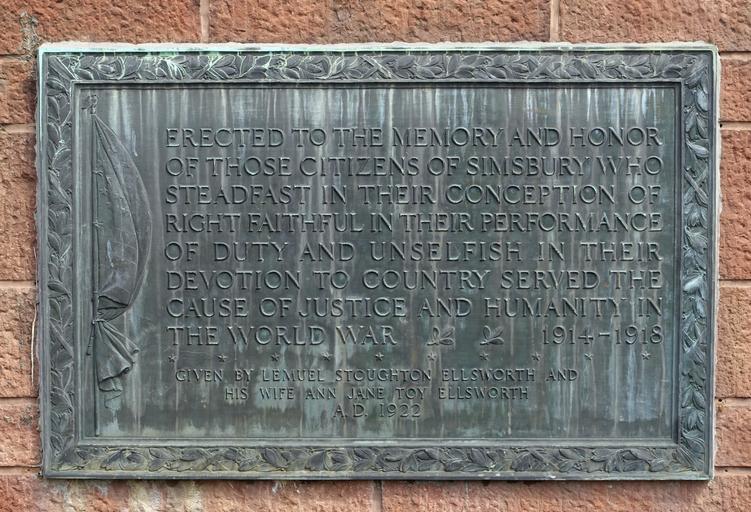 ERECTED TO THE MEMORY AND HONOR
OF THOSE CITIZENS OF SIMSBURY WHO
STEADFAST IN THEIR CONCEPTION OF
RIGHT FAITHFUL IN THEIR PERFORMANCE
OF DUTY AND UNSELFISH IN THEIR
DEVOTION TO COUNTRY SERVED THE
CAUSE OF JUSTICE AND HUMANITY IN
THE WORLD WAR 1914-1918
GIVEN BY LEMUEL STOUGHTON ELLSWORTH AND
HIS WIFE ANN JANE TOY ELLSWORTH
A.D. 1922